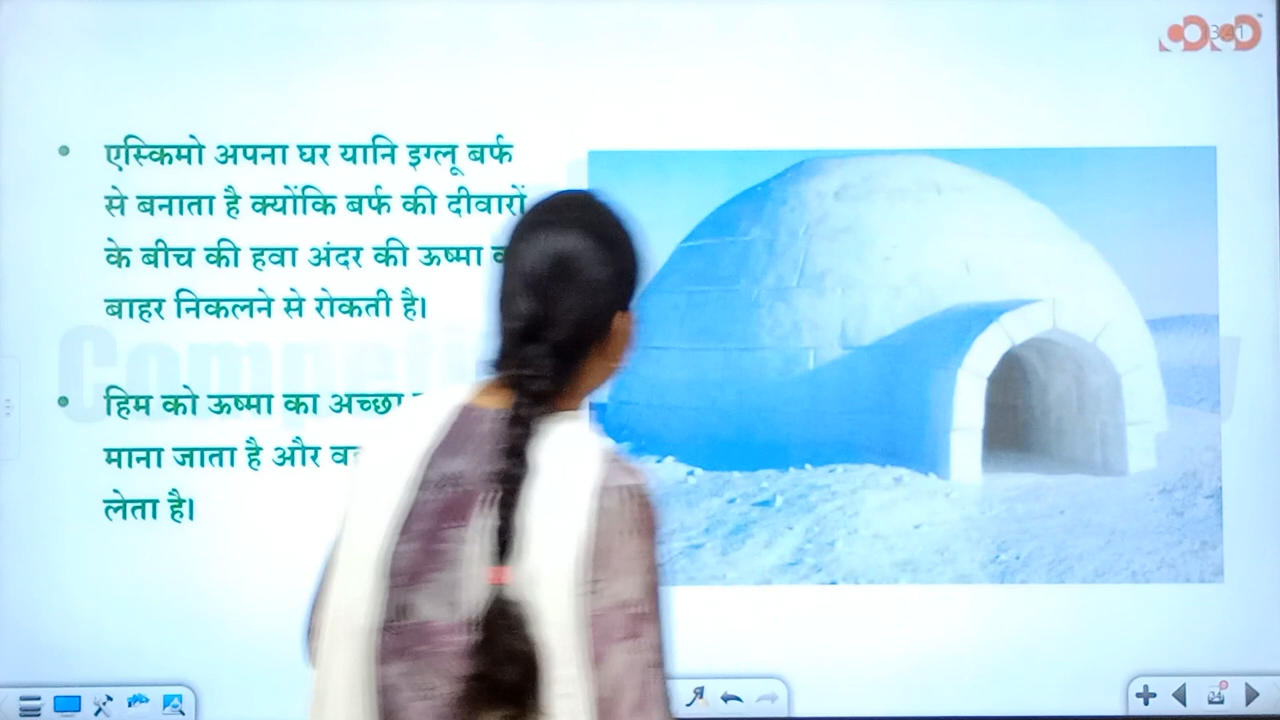 एस्किमो अपना घर यानि इग्लू बर्फ
से बनाता है क्योंकि बर्फ की दीवारों
के बीच की हवा अंदर की ऊष्मा
बाहर निकलने से रोकती है।
हिम को ऊष्मा का अच्छा
माना जाता है और
लेता है।